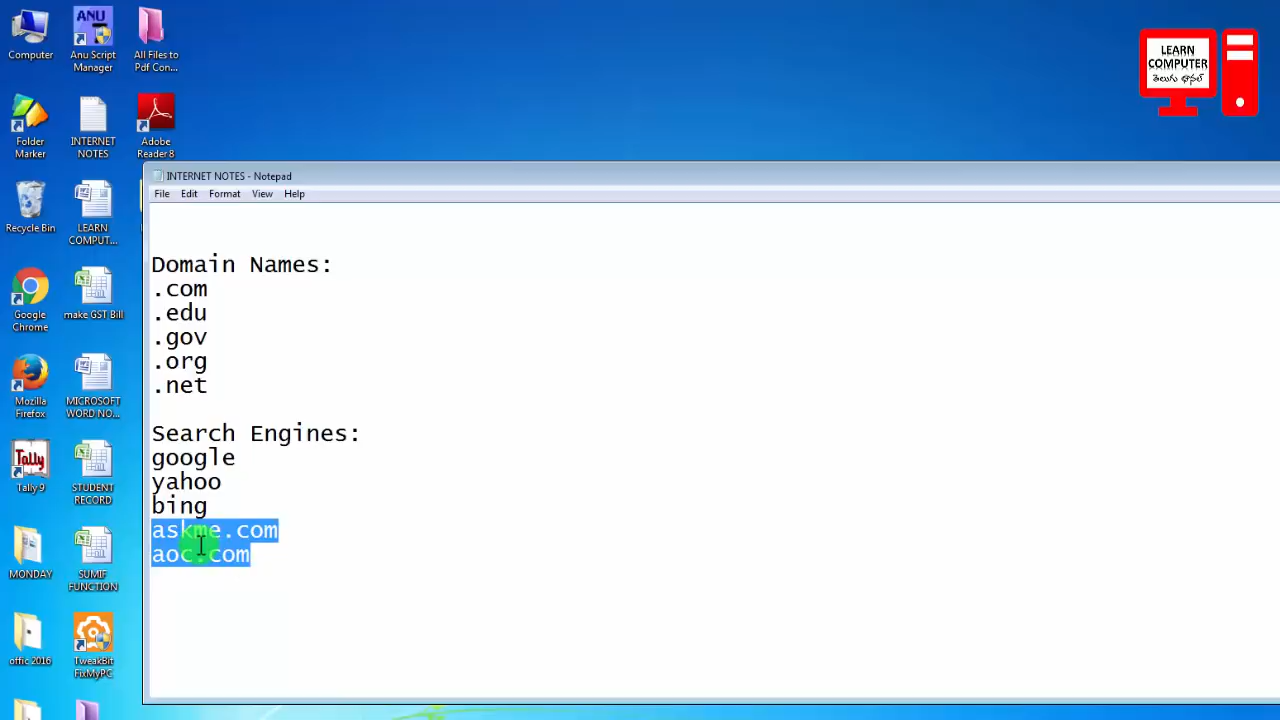 Computer
Anu Script
Manager
All Files to
Pdf Con...
ANU
LEARN
COMPUTER
తెలుగు ఛానల్
Folder
Marker
INTERNET
NOTES
Adobe
Reader 8
INTERNET NOTES - Notepad
File Edit Format View Help
Recycle Bin
LEARN
COMPUT...
Domain Names:
.com
.edu
.gov
.org
.net
Google
Chrome
make GST Bill
Mozilla
Firefox
MICROSOFT
WORD NO...
Search Engines:
google
yahoo
bing
askme.com
aoc.com
Tally
Tally 9
STUDENT
RECORD
MONDAY
SUMIF
FUNCTION
offic 2016
TweakBit
FixMyPC